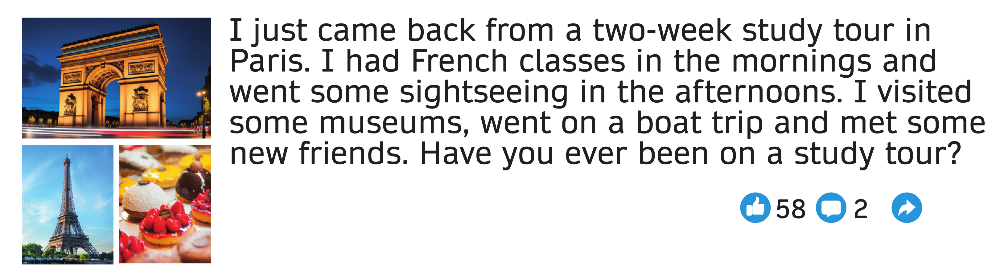 I just came back from a two-week study tour in
Paris. I had French classes in the mornings and
went some sightseeing in the afternoons. I visited
some museums, went on a boat trip and met some
new friends. Have you ever been on a study tour?
58 2